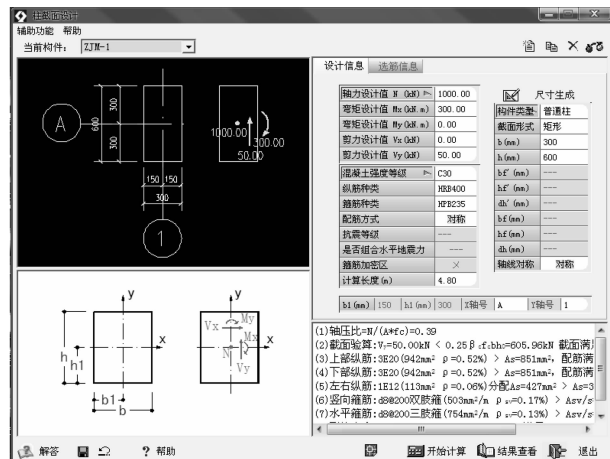 柱截面设计
辅助功能 帮助
当前构件: ZJM-1
设计信息 选筋信息
轴力设计值 N (kN) 1000.00
弯矩设计值 Mx(kN.m) 300.00
弯矩设计值 My(kN.m) 0.00
剪力设计值 Vx(kN) 0.00
剪力设计值 Vy(kN) 50.00
混凝土强度等级 C30
纵筋种类 HRB400
箍筋种类 HPB235
配筋方式 对称
抗震等级 ---
是否组合水平地震力 ---
箍筋加密区 ×
计算长度(m) 4.80
尺寸生成
构件类型 普通柱
截面形式 矩形
b(mm) 300
h(mm) 600
bf'(mm) ---
hf'(mm) ---
dh'(mm) ---
bf(mm) ---
hf(mm) ---
dh(mm) ---
轴线对称 对称
b1(mm) 150 h1(mm) 300 X轴号 A Y轴号 1
A
600
300
300
150 150
300
1
1000.00
300.00
50.00
y
x
h
h1
b1
b
y
x
Vx
My
Mx
N
Vy
(1)轴压比=N/(A*fc)=0.39
(2)截面验算:Vy=50.00kN < 0.25βcfcbh0=605.96kN 截面满
(3)上部纵筋:3E20(942mm² ρ=0.52%) > As=851mm², 配筋满
(4)下部纵筋:3E20(942mm² ρ=0.52%) > As=851mm², 配筋满
(5)左右纵筋:1E12(113mm² ρ=0.06%)分配As=427mm² > As=3
(6)竖向箍筋:d8@200双肢箍(503mm²/m ρsv=0.17%) > Asv/s
(7)水平箍筋:d8@200三肢箍(754mm²/m ρsv=0.13%) > Asv/s
解答 ? 帮助 开始计算 结果查看 退出